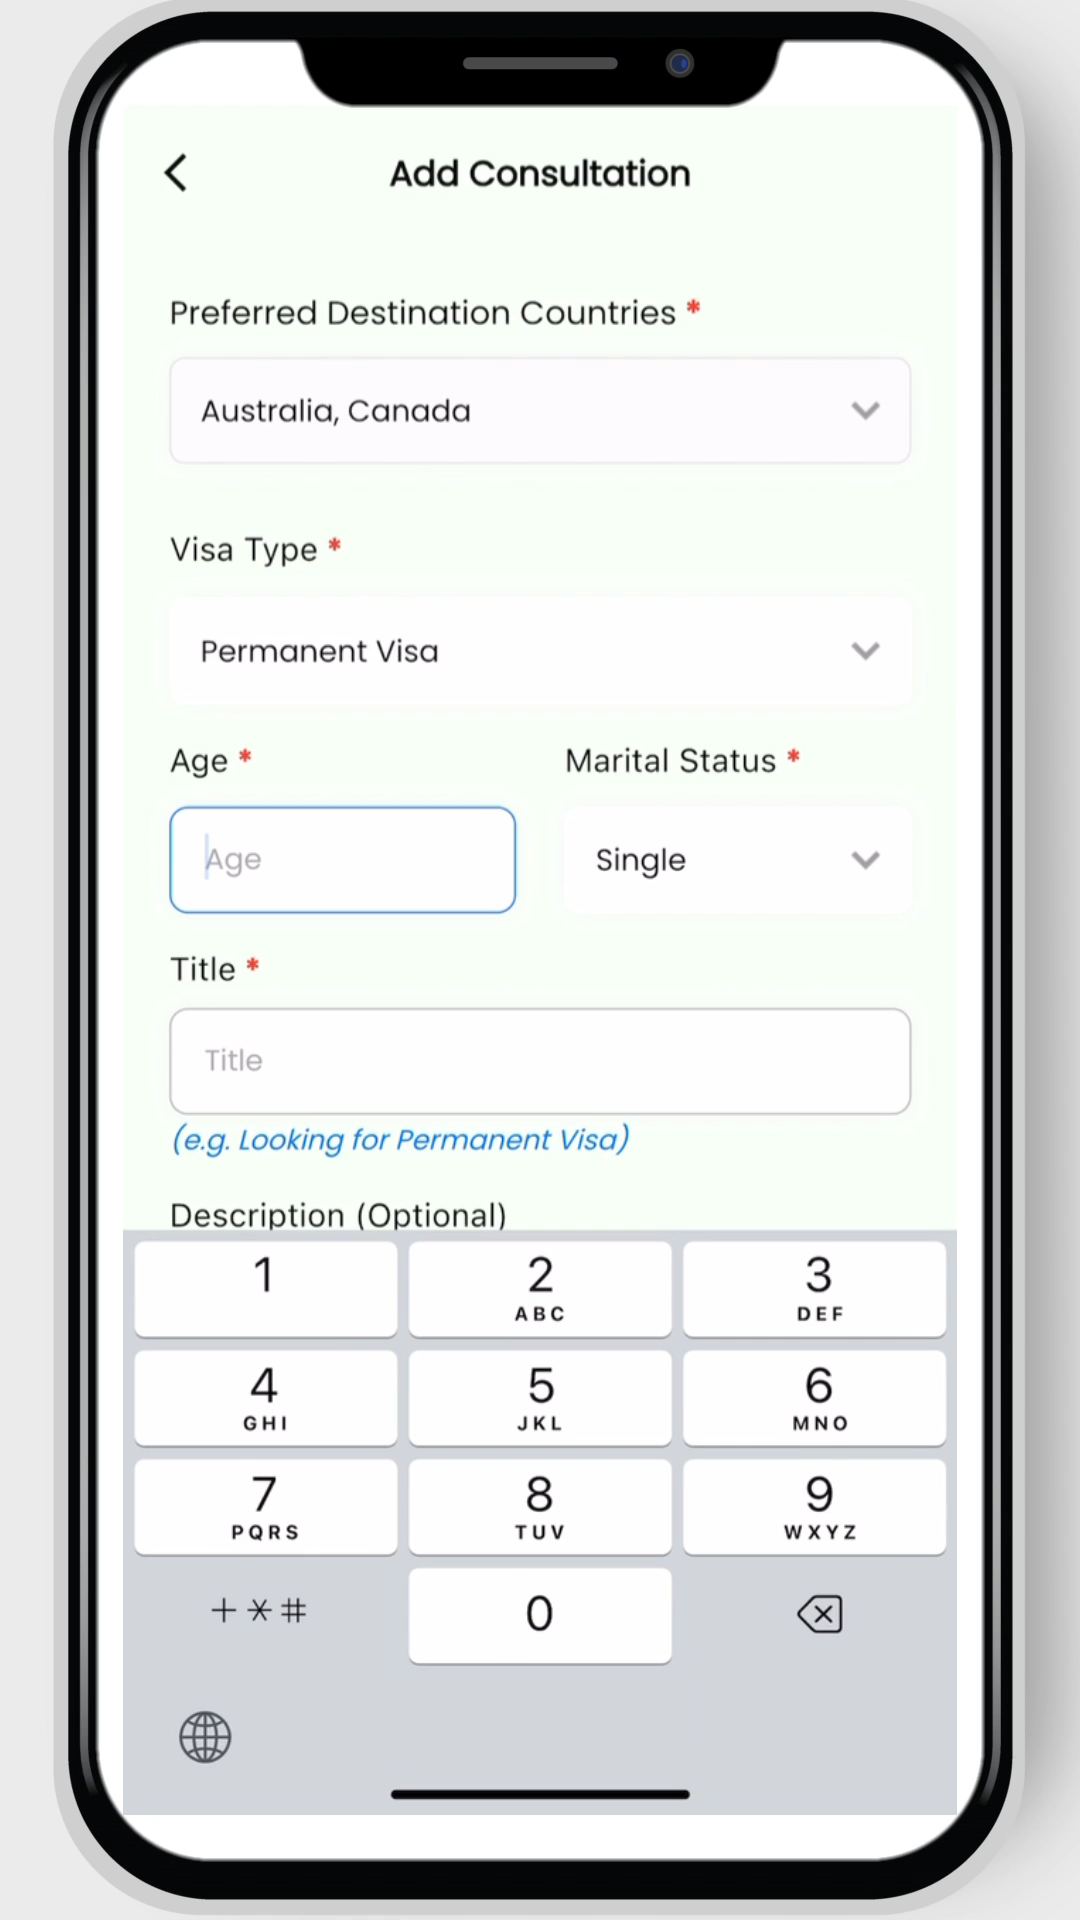 Add Consultation
Preferred Destination Countries *
Australia, Canada
Visa Type *
Permanent Visa
Age * Marital Status *
Age Single
Title *
Title
(e.g. Looking for Permanent Visa)
Description (Optional)
1 2 3
ABC DEF
4 5 6
GHI JKL MNO
7 8 9
PQRS TUV WXYZ
+*# 0